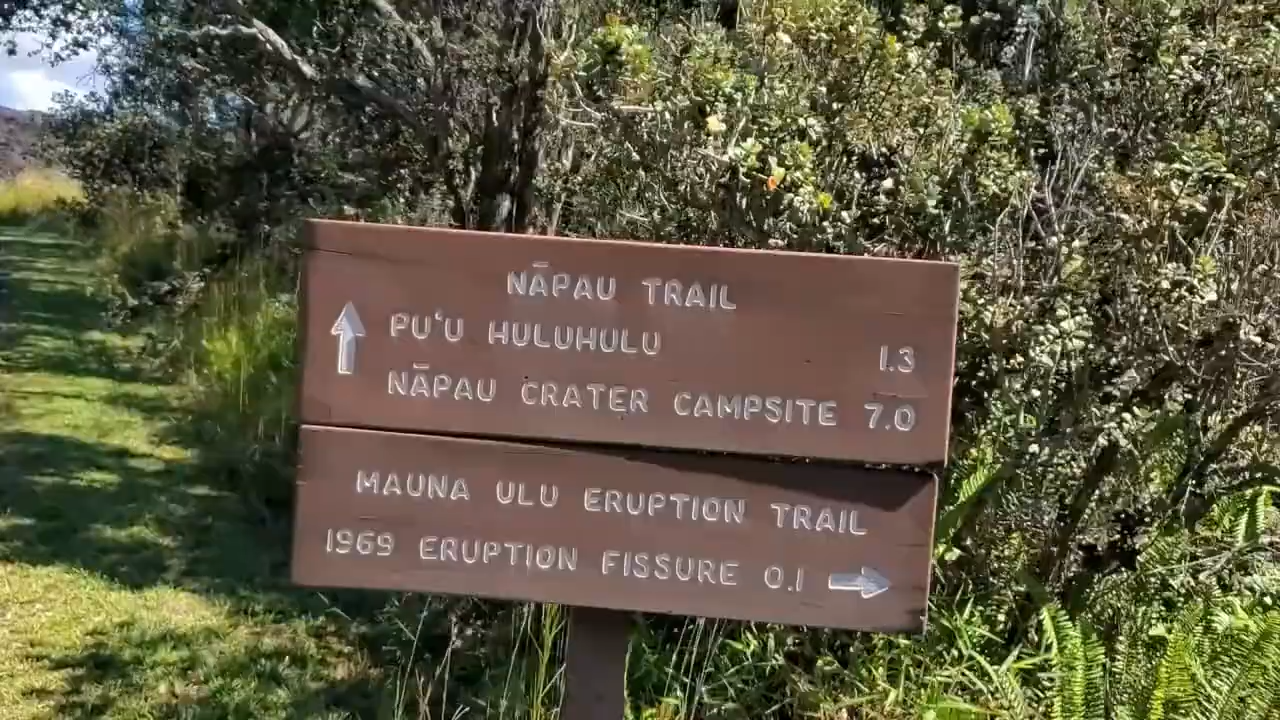 NĀPAU TRAIL
PUʻU HULUHULU 1.3
NĀPAU CRATER CAMPSITE 7.0
MAUNA ULU ERUPTION TRAIL
1969 ERUPTION FISSURE 0.1